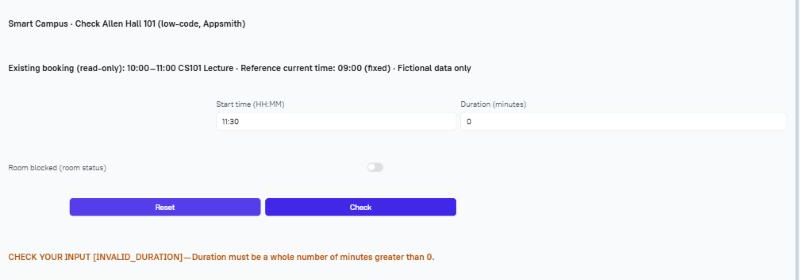 Smart Campus · Check Allen Hall 101 (low-code, Appsmith)
Existing booking (read-only): 10:00–11:00 CS101 Lecture · Reference current time: 09:00 (fixed) · Fictional data only
Start time (HH:MM)
Duration (minutes)
11:30
0
Room blocked (room status)
Reset
Check
CHECK YOUR INPUT [INVALID_DURATION] — Duration must be a whole number of minutes greater than 0.